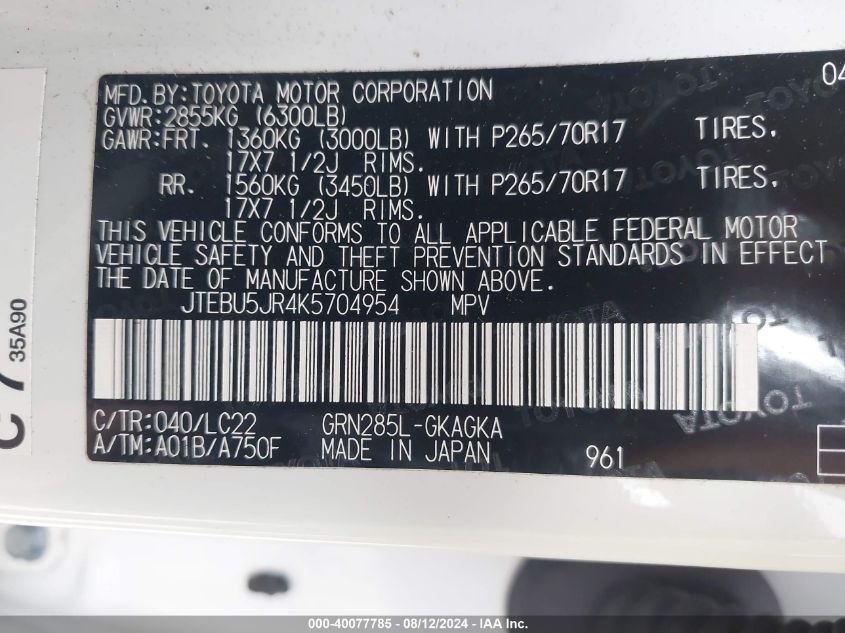 04
MFD. BY: TOYOTA MOTOR CORPORATION
GVWR: 2855KG (6300LB)
GAWR: FRT. 1360KG (3000LB) WITH P265/70R17 TIRES,
17X7 1/2J RIMS.
RR. 1560KG (3450LB) WITH P265/70R17 TIRES,
17X7 1/2J RIMS.
THIS VEHICLE CONFORMS TO ALL APPLICABLE FEDERAL MOTOR
VEHICLE SAFETY AND THEFT PREVENTION STANDARDS IN EFFECT
THE DATE OF MANUFACTURE SHOWN ABOVE.
JTEBU5JR4K5704954 MPV
C/TR: 040/LC22 GRN285L-GKAGKA
A/TM: A01B/A750F MADE IN JAPAN 961
C 7
35A90
000-40077785 - 08/12/2024 - IAA Inc.